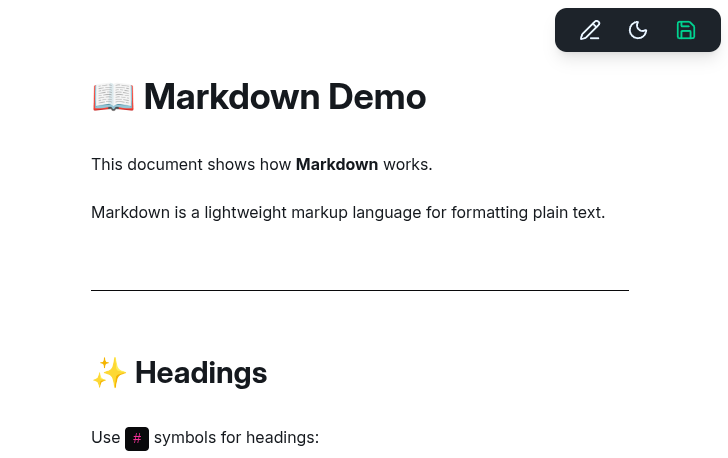 📖 Markdown Demo
This document shows how Markdown works.
Markdown is a lightweight markup language for formatting plain text.
✨ Headings
Use # symbols for headings: